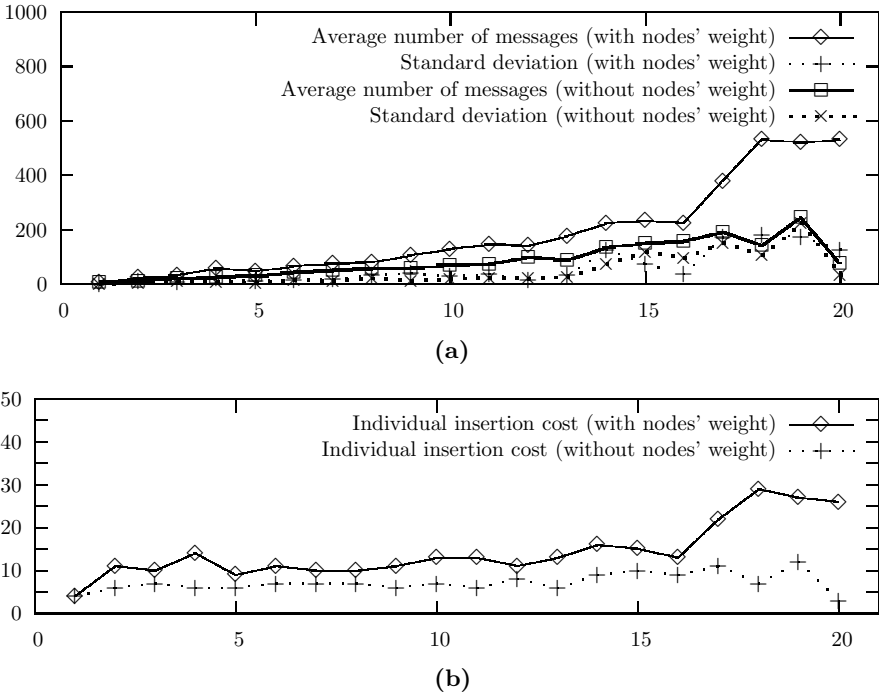 1000
800
600
400
200
0
Average number of messages (with nodes' weight)
Standard deviation (with nodes' weight)
Average number of messages (without nodes' weight)
Standard deviation (without nodes' weight)
0 5 10 15 20
(a)
50
40
30
20
10
0
Individual insertion cost (with nodes' weight)
Individual insertion cost (without nodes' weight)
0 5 10 15 20
(b)